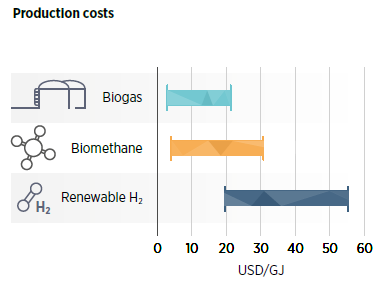 Production costs
Biogas
Biomethane
H₂ Renewable H₂
0 10 20 30 40 50 60
USD/GJ